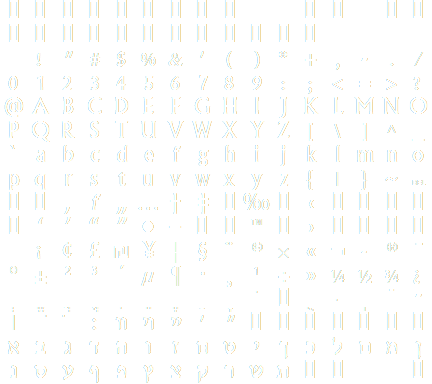 ! " # $ % & ' ( ) * + , - . /
0 1 2 3 4 5 6 7 8 9 : ; < = > ?
@ A B C D E F G H I J K L M N O
P Q R S T U V W X Y Z [ \ ] ^ _
` a b c d e f g h i j k l m n o
p q r s t u v w x y z { | } ~
‚ ƒ „ … † ‡ ‰ ‹
‘ ’ “ ” – ™ ›
¡ ¢ £ ₪ ¥ ¦ § ¨ © × « ¬ - ® ¯
° ± ² ³ ´ µ ¶ · ¸ ¹ ÷ » ¼ ½ ¾ ¿
װ ױ ײ ׳ ״
א ב ג ד ה ו ז ח ט י ך כ ל ם מ ן
נ ס ע ף פ ץ צ ק ר ש ת